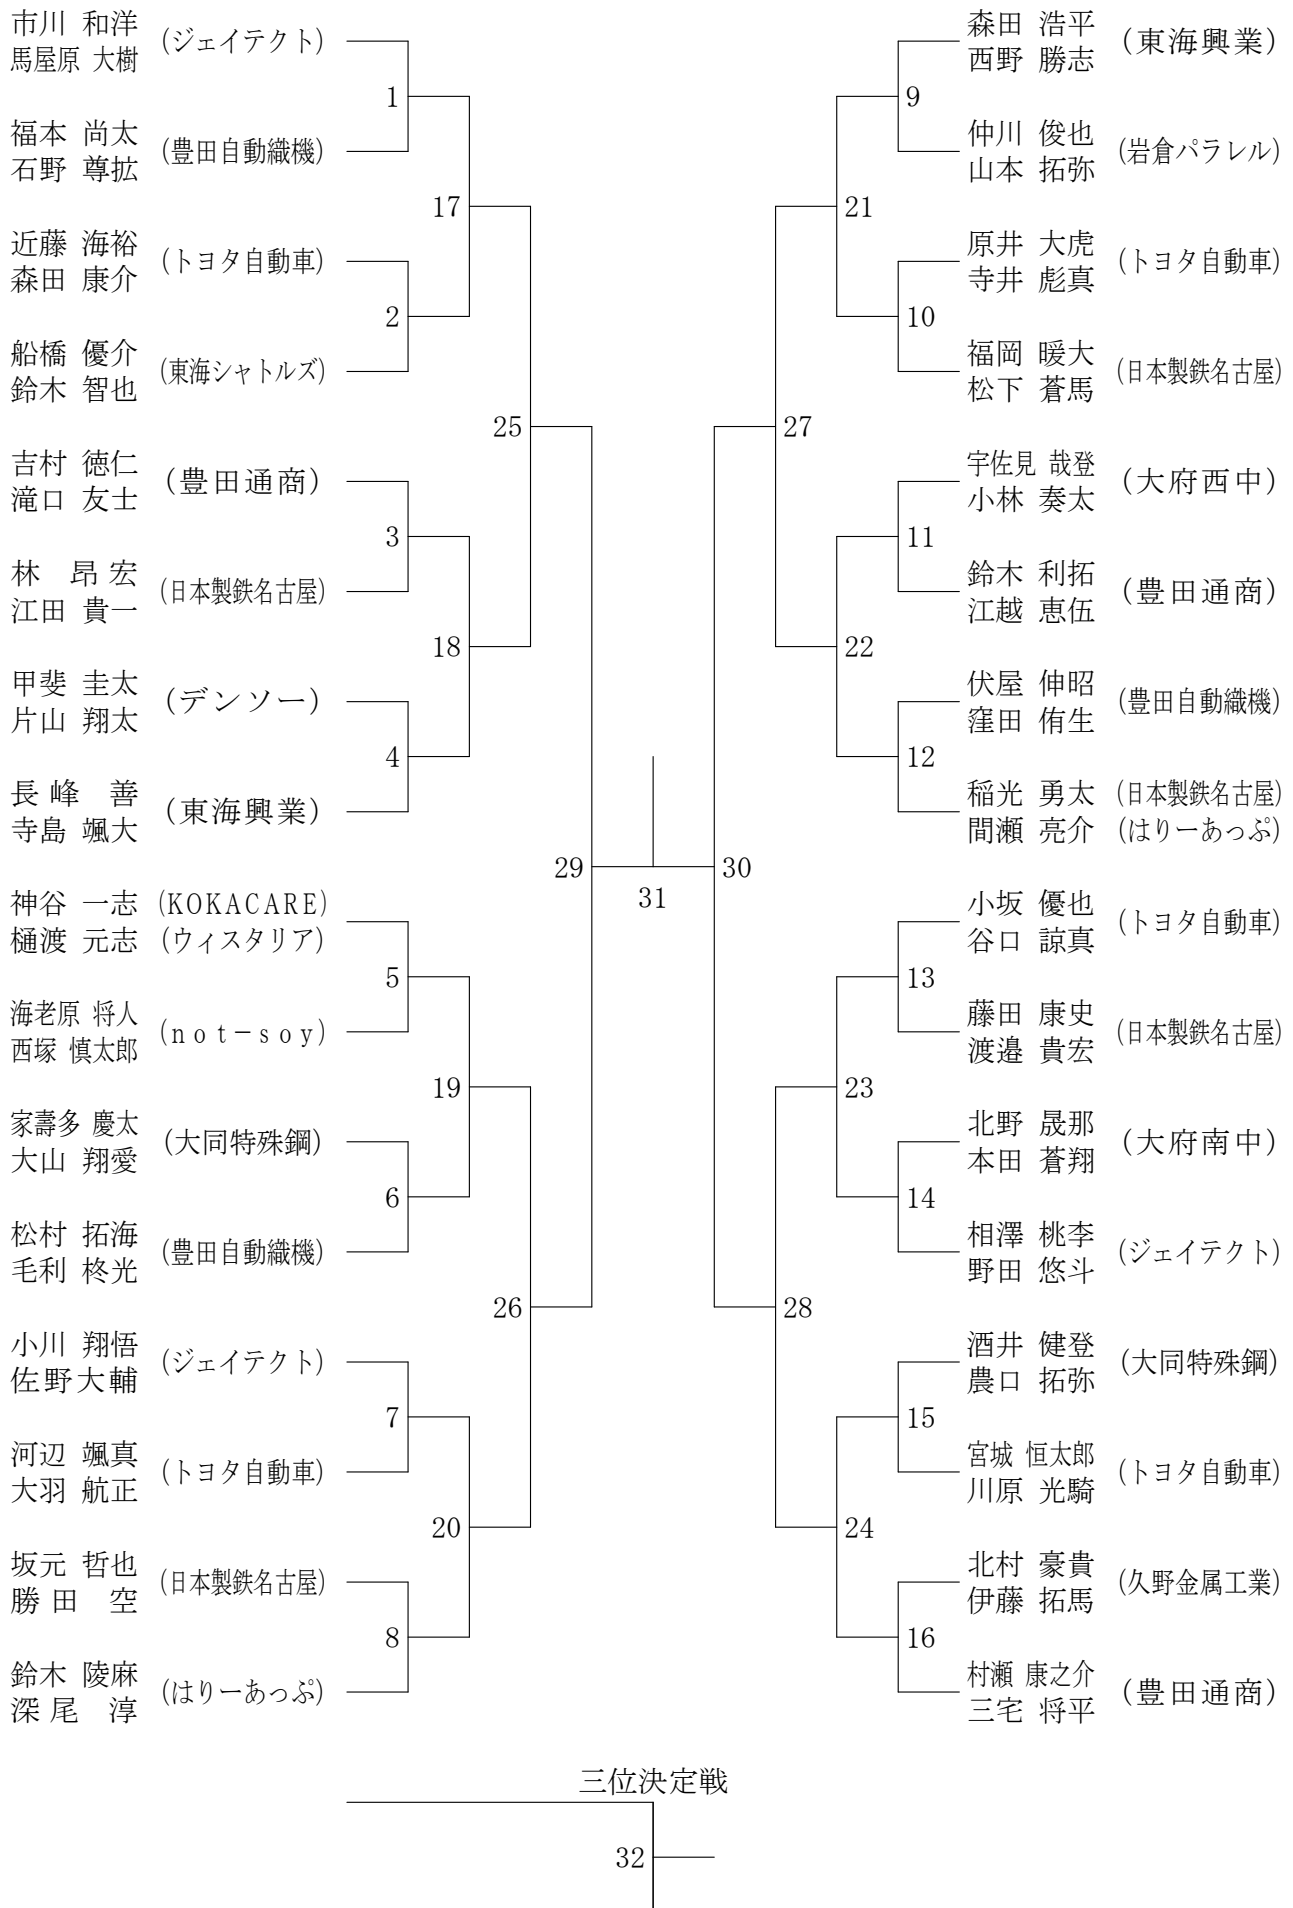 市川 和洋 (ジェイテクト)
馬屋原 大樹
1
福本 尚太 (豊田自動織機)
石野 尊拡
17
近藤 海裕 (トヨタ自動車)
森田 康介
2
船橋 優介 (東海シャトルズ)
鈴木 智也
25
吉村 徳仁 (豊田通商)
滝口 友士
3
林 昂宏 (日本製鉄名古屋)
江田 貴一
18
甲斐 圭太 (デンソー)
片山 翔太
4
長峰 善 (東海興業)
寺島 颯大
29
神谷 一志 (KOKACARE)
樋渡 元志 (ウィスタリア)
5
海老原 将人 (not-soy)
西塚 慎太郎
19
家壽多 慶太 (大同特殊鋼)
大山 翔愛
6
松村 拓海 (豊田自動織機)
毛利 柊光
26
小川 翔悟 (ジェイテクト)
佐野大輔
7
河辺 颯真 (トヨタ自動車)
大羽 航正
20
坂元 哲也 (日本製鉄名古屋)
勝田 空
8
鈴木 陵麻 (はりーあっぷ)
深尾 淳
31
森田 浩平 (東海興業)
西野 勝志
9
仲川 俊也 (岩倉パラレル)
山本 拓弥
21
原井 大虎 (トヨタ自動車)
寺井 彪真
10
福岡 暖大 (日本製鉄名古屋)
松下 蒼馬
27
宇佐見 哉登 (大府西中)
小林 奏太
11
鈴木 利拓 (豊田通商)
江越 恵伍
22
伏屋 伸昭 (豊田自動織機)
窪田 侑生
12
稲光 勇太 (日本製鉄名古屋)
間瀬 亮介 (はりーあっぷ)
30
小坂 優也 (トヨタ自動車)
谷口 諒真
13
藤田 康史 (日本製鉄名古屋)
渡邉 貴宏
23
北野 晟那 (大府南中)
本田 蒼翔
14
相澤 桃李 (ジェイテクト)
野田 悠斗
28
酒井 健登 (大同特殊鋼)
農口 拓弥
15
宮城 恒太郎 (トヨタ自動車)
川原 光騎
24
北村 豪貴 (久野金属工業)
伊藤 拓馬
16
村瀬 康之介 (豊田通商)
三宅 将平
三位決定戦
32